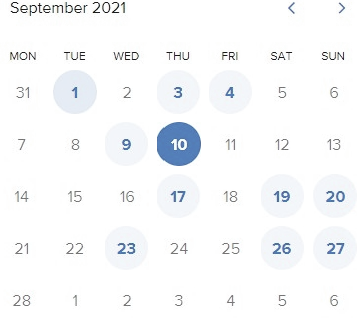 September 2021
MON TUE WED THU FRI SAT SUN
31 1 2 3 4 5 6
7 8 9 10 11 12 13
14 15 16 17 18 19 20
21 22 23 24 25 26 27
28 1 2 3 4 5 6